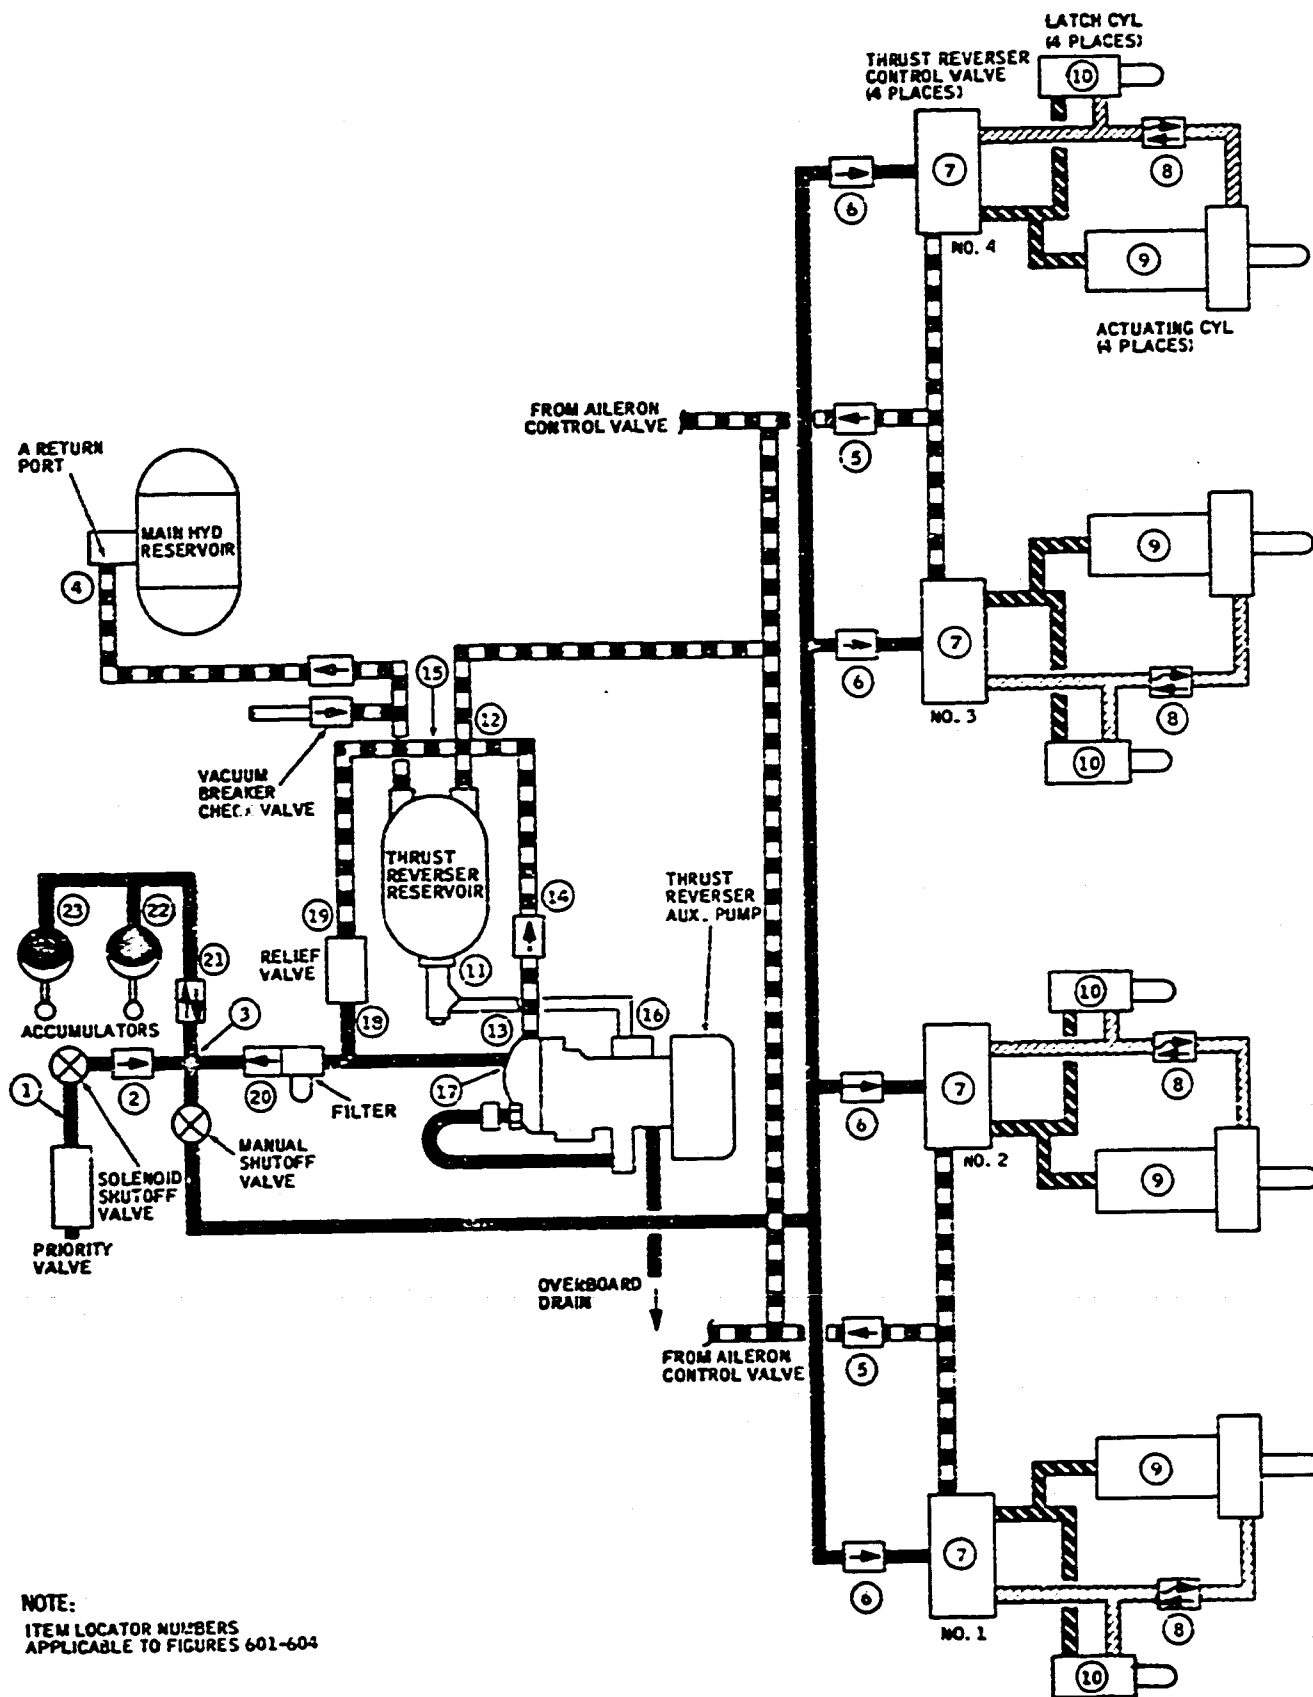 LATCH CYL
(4 PLACES)
10
THRUST REVERSER
CONTROL VALVE
(4 PLACES)
7
8
6
NO. 4
9
ACTUATING CYL
(4 PLACES)
FROM AILERON
CONTROL VALVE
5
A RETURN
PORT
MAIN HYD
RESERVOIR
4
9
7
6
8
NO. 3
10
15
12
VACUUM
BREAKER
CHECK VALVE
THRUST
REVERSER
RESERVOIR
THRUST
REVERSER
AUX. PUMP
23
22
19
14
21
RELIEF
VALVE
11
ACCUMULATORS
3
18
13
16
10
8
1
2
20
FILTER
17
7
6
MANUAL
SHUTOFF
VALVE
NO. 2
9
SOLENOID
SHUTOFF
VALVE
PRIORITY
VALVE
OVERBOARD
DRAIN
FROM AILERON
CONTROL VALVE
5
9
7
6
8
NO. 1
10
NOTE:
ITEM LOCATOR NUMBERS
APPLICABLE TO FIGURES 601-604